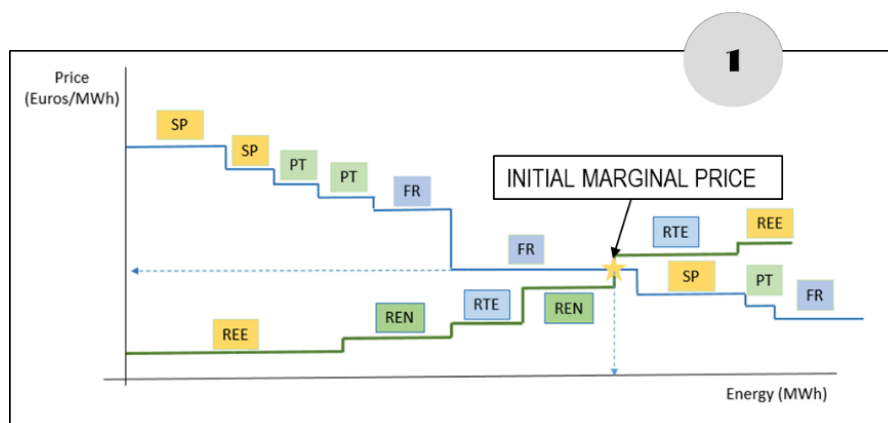 1
Price
(Euros/MWh)
SP
SP
PT
PT
FR
INITIAL MARGINAL PRICE
FR
RTE
REE
SP
PT
FR
REE
REN
RTE
REN
Energy (MWh)